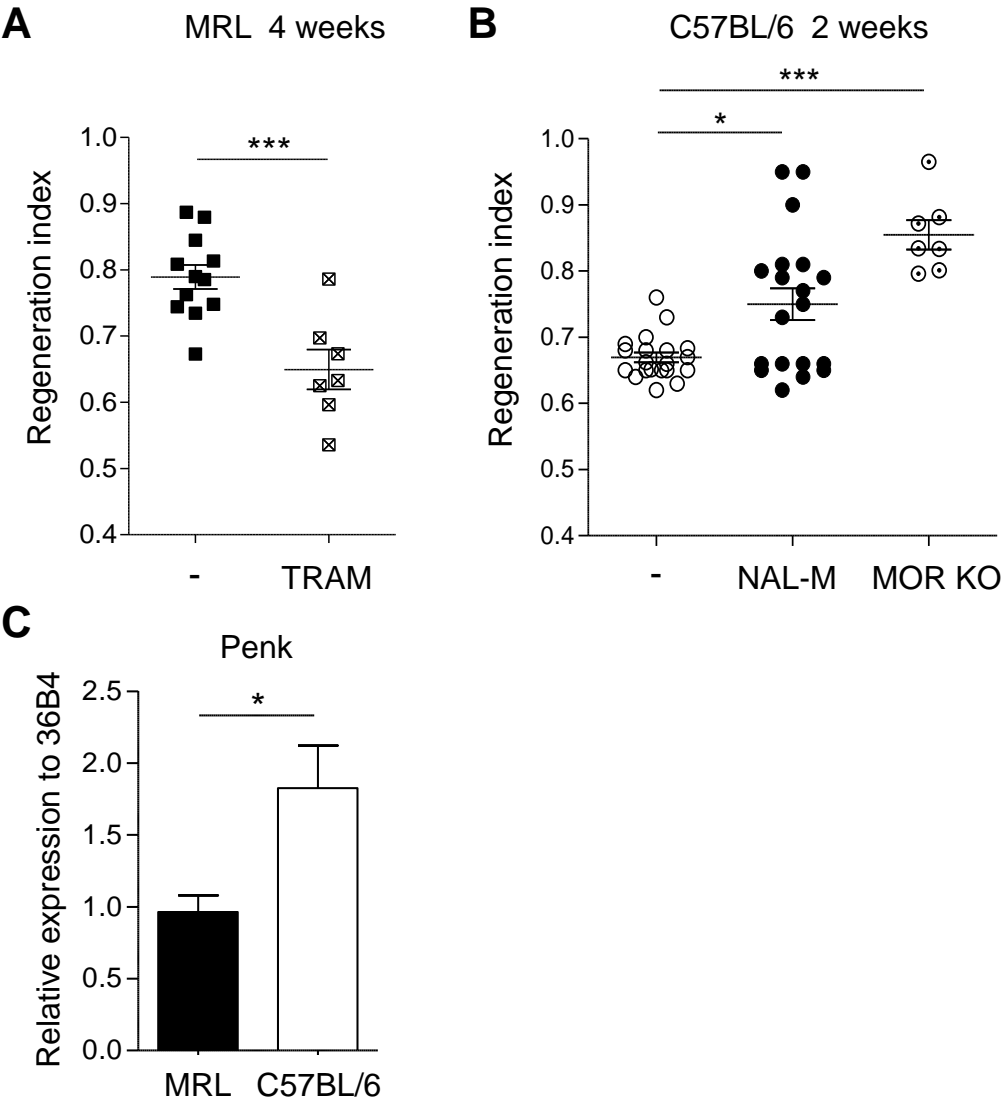 A
MRL 4 weeks
Regeneration index
1.0
0.9
0.8
0.7
0.6
0.5
0.4
***
-
TRAM
B
C57BL/6 2 weeks
Regeneration index
1.0
0.9
0.8
0.7
0.6
0.5
0.4
***
*
-
NAL-M
MOR KO
C
Penk
Relative expression to 36B4
2.5
2.0
1.5
1.0
0.5
0.0
*
MRL
C57BL/6